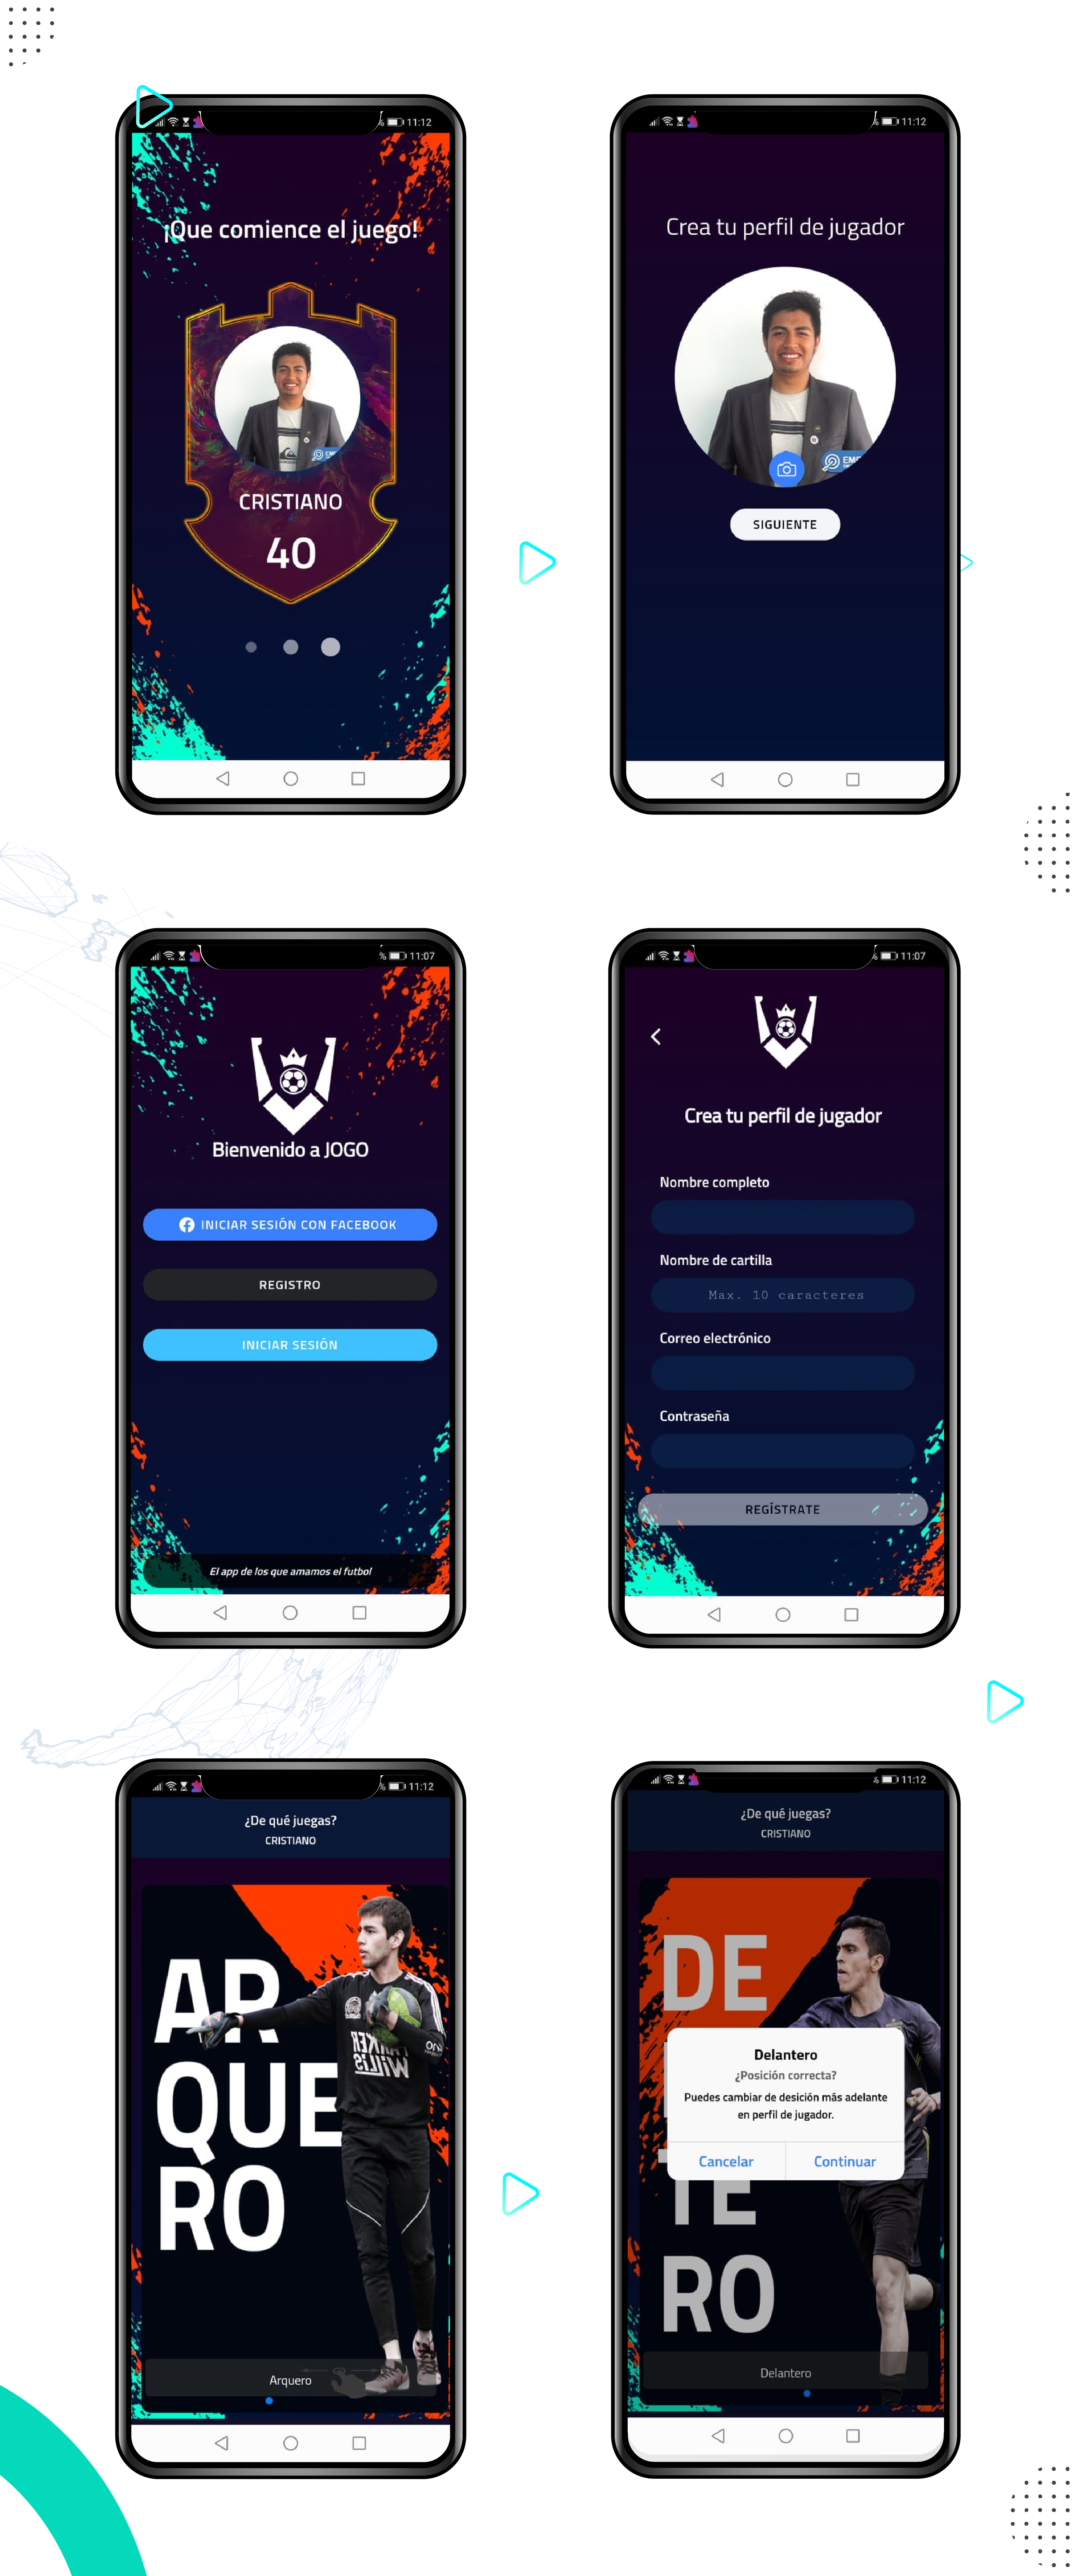 % 11:12
¡Que comience el juego!
EMP
CRISTIANO
40
% 11:12
Crea tu perfil de jugador
EMP
SIGUIENTE
% 11:07
Bienvenido a JOGO
INICIAR SESIÓN CON FACEBOOK
REGISTRO
INICIAR SESIÓN
El app de los que amamos el futbol
% 11:07
Crea tu perfil de jugador
Nombre completo
Nombre de cartilla
Max. 10 caracteres
Correo electrónico
Contraseña
REGÍSTRATE
% 11:12
¿De qué juegas?
CRISTIANO
AR
QUE
RO
Arquero
% 11:12
¿De qué juegas?
CRISTIANO
DE
Delantero
¿Posición correcta?
Puedes cambiar de desición más adelante
en perfil de jugador.
Cancelar
Continuar
TE
RO
Delantero